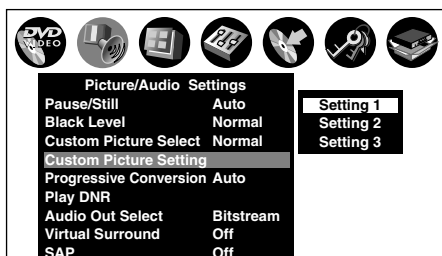 DVD
VIDEO
Picture/Audio Settings
Pause/Still Auto
Black Level Normal
Custom Picture Select Normal
Custom Picture Setting
Progressive Conversion Auto
Play DNR
Audio Out Select Bitstream
Virtual Surround Off
SAP Off
Setting 1
Setting 2
Setting 3